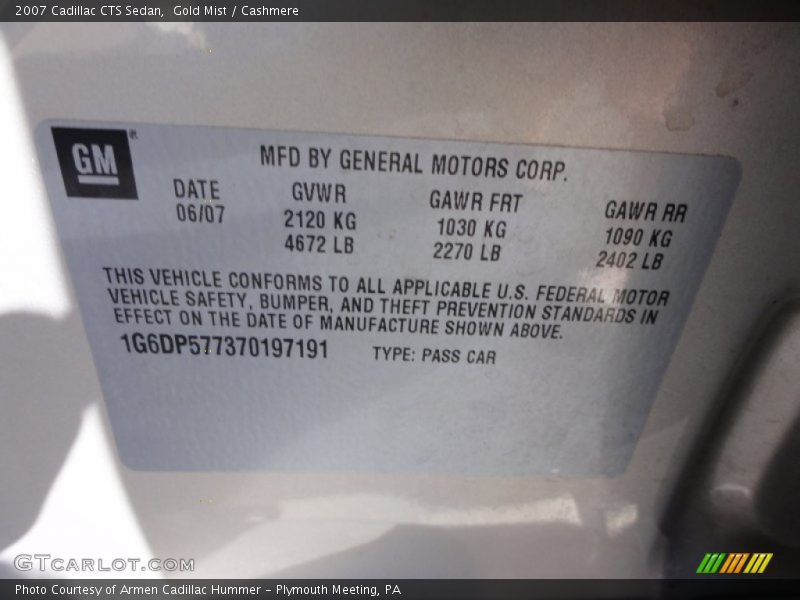 2007 Cadillac CTS Sedan, Gold Mist / Cashmere
GM®
MFD BY GENERAL MOTORS CORP.
DATE GVWR GAWR FRT GAWR RR
06/07 2120 KG 1030 KG 1090 KG
4672 LB 2270 LB 2402 LB
THIS VEHICLE CONFORMS TO ALL APPLICABLE U.S. FEDERAL MOTOR
VEHICLE SAFETY, BUMPER, AND THEFT PREVENTION STANDARDS IN
EFFECT ON THE DATE OF MANUFACTURE SHOWN ABOVE.
1G6DP577370197191 TYPE: PASS CAR
GTCARLOT.COM
Photo Courtesy of Armen Cadillac Hummer - Plymouth Meeting, PA